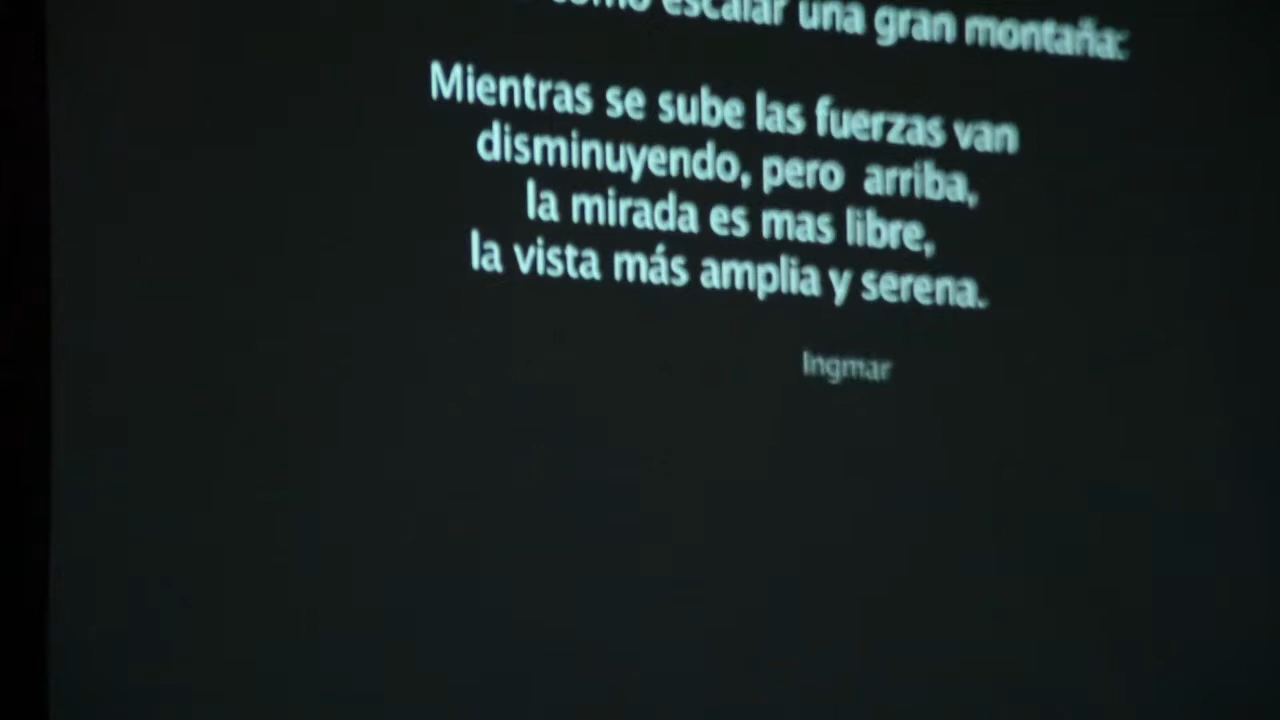 como escalar una gran montaña:
Mientras se sube las fuerzas van
disminuyendo, pero arriba,
la mirada es mas libre,
la vista más amplia y serena.
Ingmar